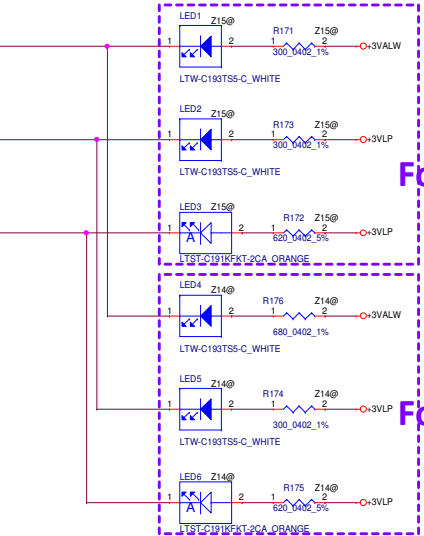 LED1 Z15@ R171 Z15@
1 2 1 2 +3VALW
300_0402_1%
LTW-C193TS5-C_WHITE
LED2 Z15@ R173 Z15@
1 2 1 2 +3VLP
300_0402_1%
LTW-C193TS5-C_WHITE
Fo
LED3 Z15@ R172 Z15@
1 A 2 1 2 +3VLP
620_0402_5%
LTST-C191KFKT-2CA_ORANGE
LED4 Z14@ R176 Z14@
1 2 1 2 +3VALW
680_0402_1%
LTW-C193TS5-C_WHITE
LED5 Z14@ R174 Z14@
1 2 1 2 +3VLP
Fo
300_0402_1%
LTW-C193TS5-C_WHITE
LED6 Z14@ R175 Z14@
1 A 2 1 2 +3VLP
620_0402_5%
LTST-C191KFKT-2CA_ORANGE